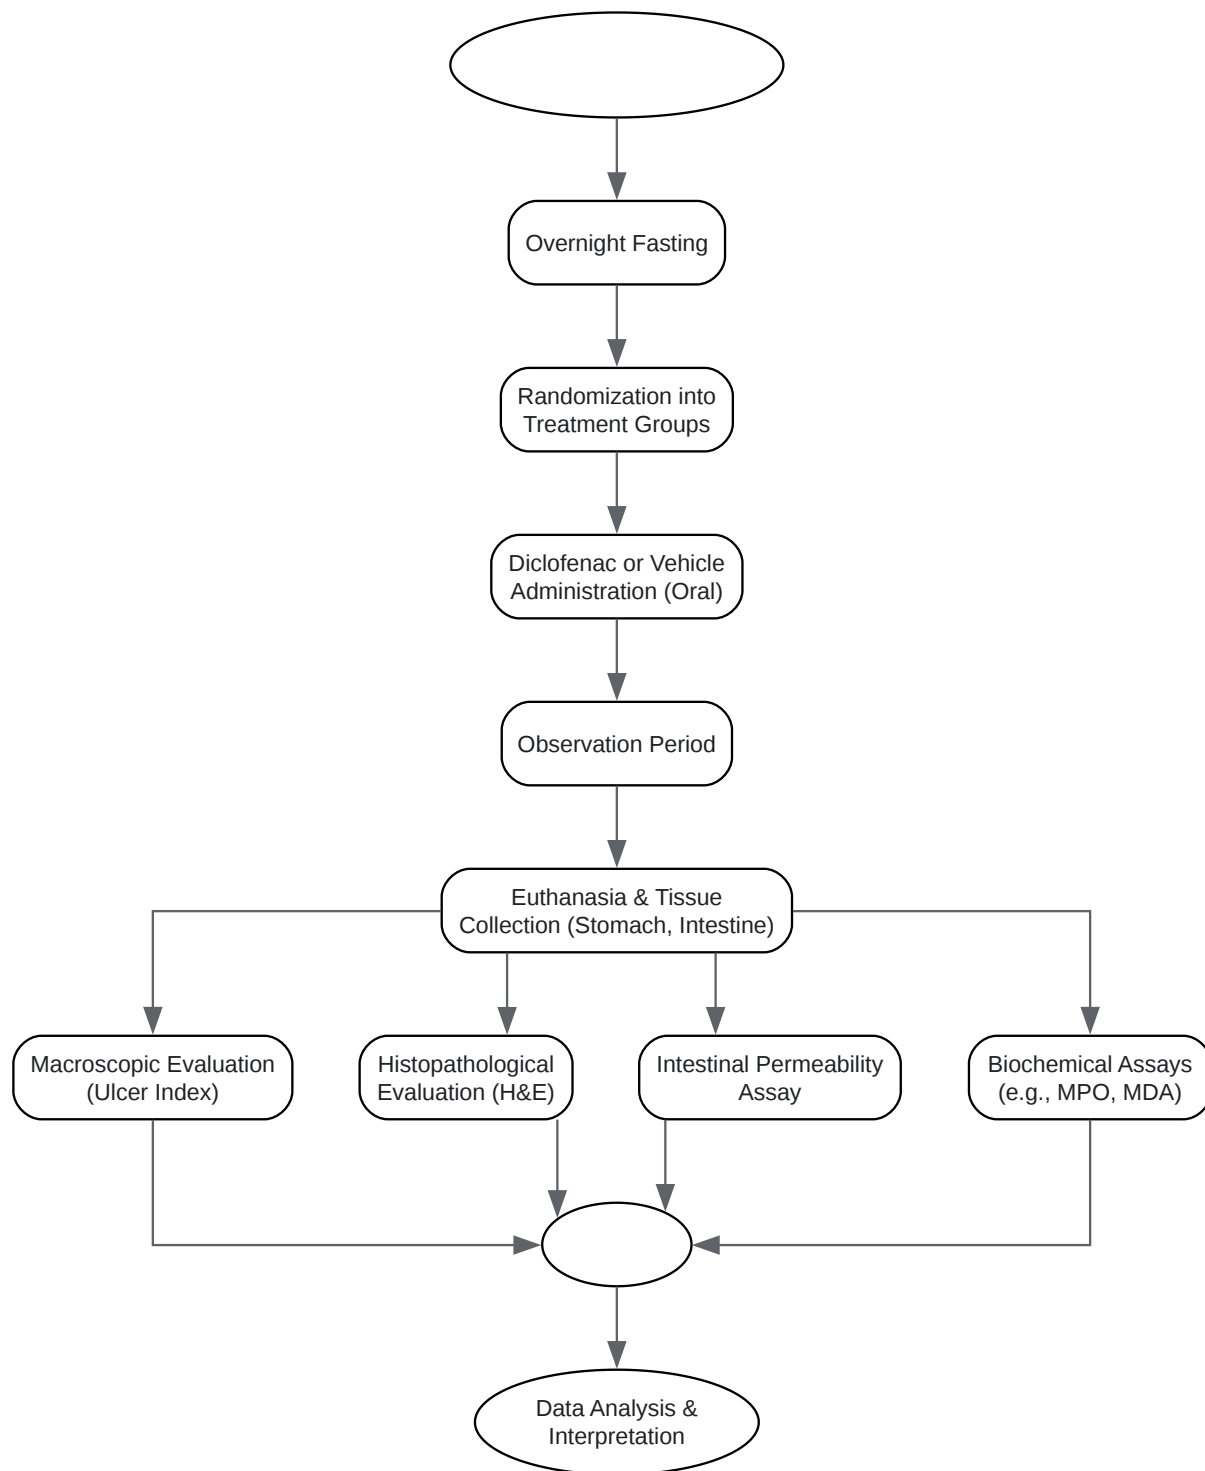 Overnight Fasting
Randomization into
Treatment Groups
Diclofenac or Vehicle
Administration (Oral)
Observation Period
Euthanasia & Tissue
Collection (Stomach, Intestine)
Macroscopic Evaluation
(Ulcer Index)
Histopathological
Evaluation (H&E)
Intestinal Permeability
Assay
Biochemical Assays
(e.g., MPO, MDA)
Data Analysis &
Interpretation